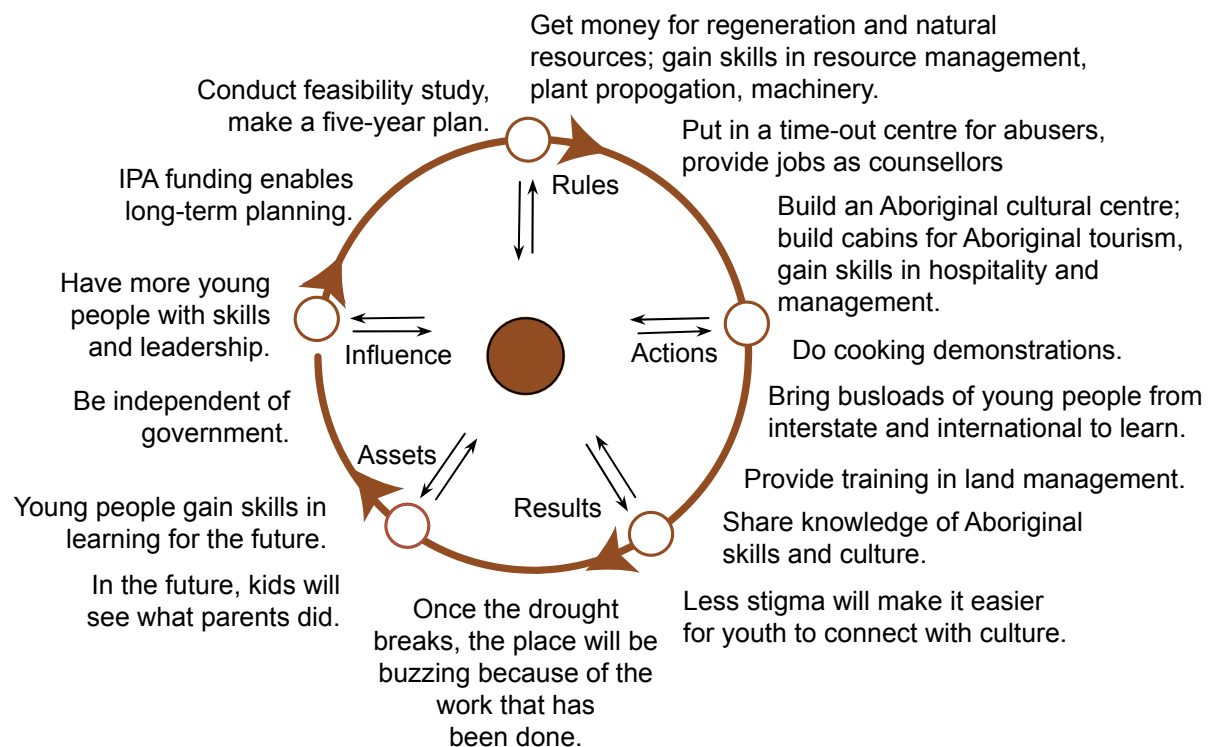 Get money for regeneration and natural
resources; gain skills in resource management,
plant propogation, machinery.
Put in a time-out centre for abusers,
provide jobs as counsellors
Build an Aboriginal cultural centre;
build cabins for Aboriginal tourism,
gain skills in hospitality and
management.
Do cooking demonstrations.
Bring busloads of young people from
interstate and international to learn.
Provide training in land management.
Share knowledge of Aboriginal
skills and culture.
Less stigma will make it easier
for youth to connect with culture.
Once the drought
breaks, the place will be
buzzing because of the
work that has
been done.
In the future, kids will
see what parents did.
Young people gain skills in
learning for the future.
Be independent of
government.
Have more young
people with skills
and leadership.
IPA funding enables
long-term planning.
Conduct feasibility study,
make a five-year plan.
Rules
Actions
Results
Assets
Influence